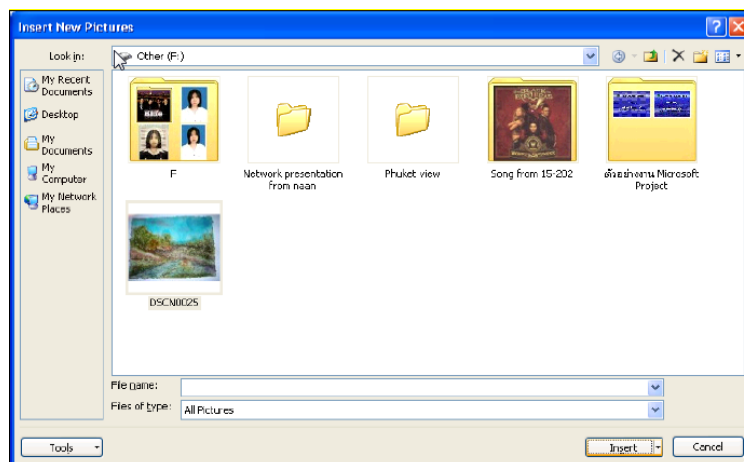 Insert New Pictures
Look in:
Other (F:)
My Recent
Documents
Desktop
My
Documents
My
Computer
My Network
Places
F
Network presentation
from naan
Phuket view
Song from 15-202
ตัวอย่างงาน Microsoft
Project
DSCN0025
File name:
Files of type:
All Pictures
Tools
Insert
Cancel